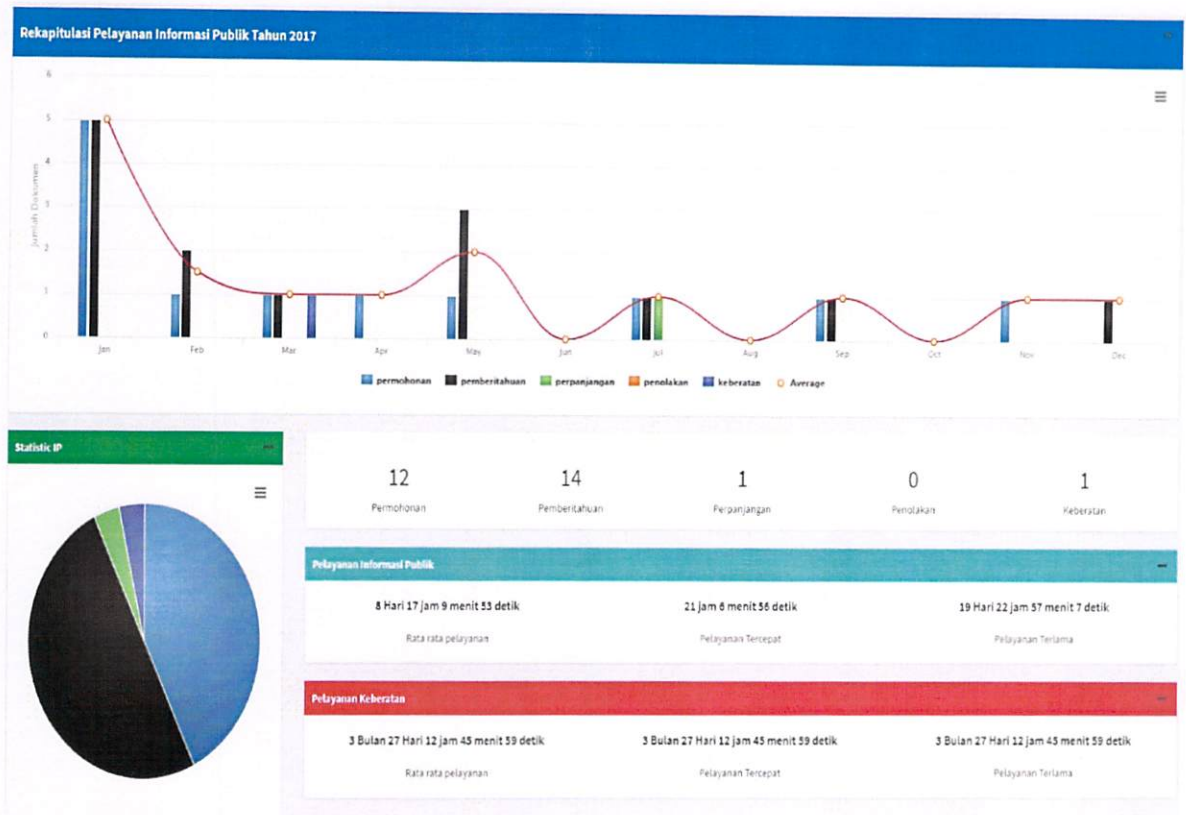 Rekapitulasi Pelayanan Informasi Publik Tahun 2017
6
5
4
3
2
1
0
Jumlah Dokumen
Jan Feb Mar Apr May Jun Jul Aug Sep Oct Nov Dec
permohonan pemberitahuan perpanjangan penolakan keberatan Average
Statistic IP
12 14 1 0 1
Permohonan Pemberitahuan Perpanjangan Penolakan Keberatan
Pelayanan Informasi Publik
8 Hari 17 jam 9 menit 53 detik 21 jam 6 menit 56 detik 19 Hari 22 jam 57 menit 7 detik
Rata rata pelayanan Pelayanan Tercepat Pelayanan Terlama
Pelayanan Keberatan
3 Bulan 27 Hari 12 jam 45 menit 59 detik 3 Bulan 27 Hari 12 jam 45 menit 59 detik 3 Bulan 27 Hari 12 jam 45 menit 59 detik
Rata rata pelayanan Pelayanan Tercepat Pelayanan Terlama